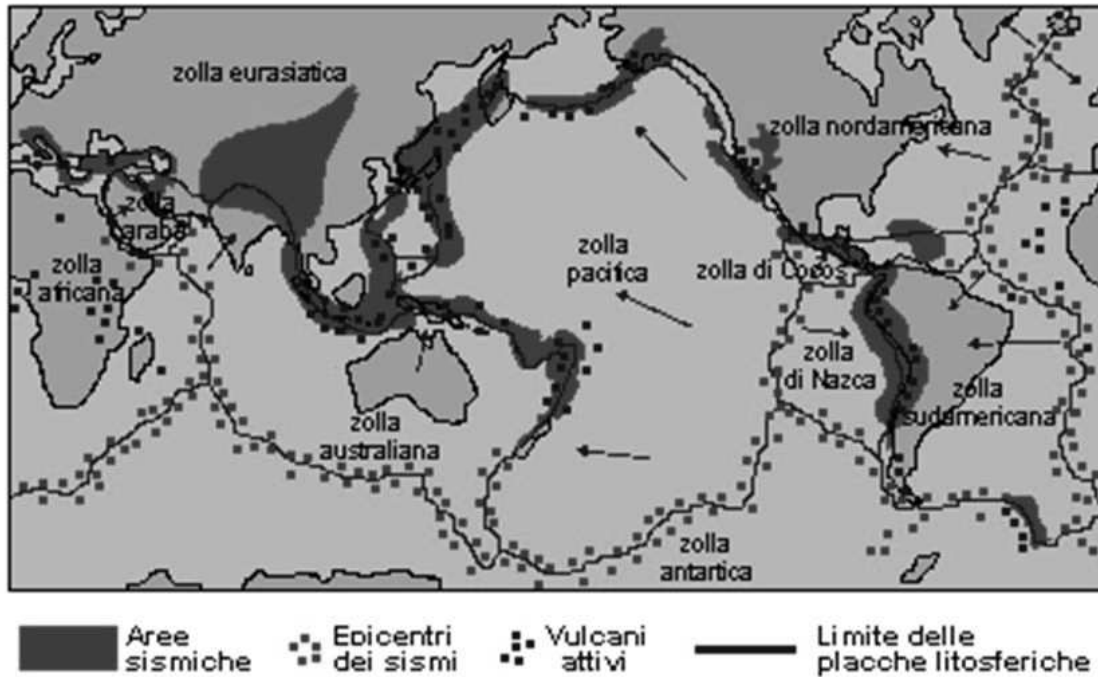 zolla eurasiatica
zolla nordamericana
zolla
araba
zolla
africana
zolla
pacifica
zolla di Cocos
zolla
di Nazca
zolla
sudamericana
zolla
australiana
zolla
antartica
Aree
sismiche
Epicentri
dei sismi
Vulcani
attivi
Limite delle
placche litosferiche